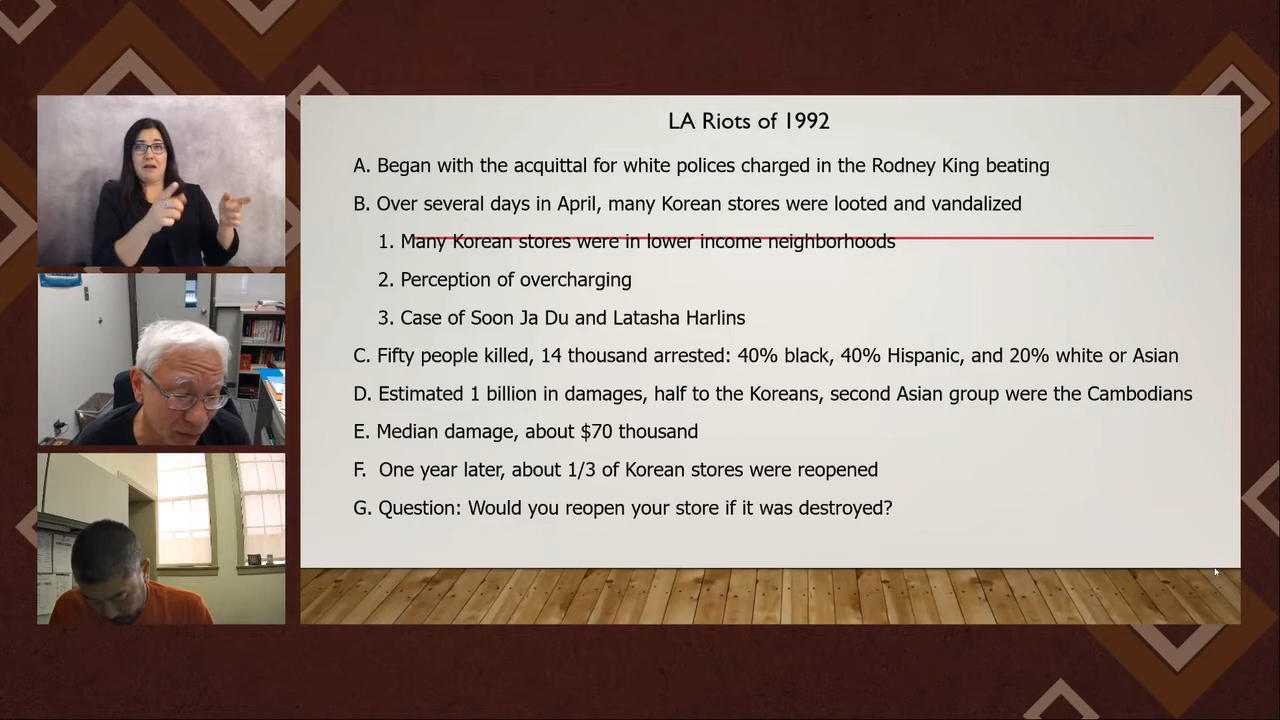 LA Riots of 1992
A. Began with the acquittal for white polices charged in the Rodney King beating
B. Over several days in April, many Korean stores were looted and vandalized
1. Many Korean stores were in lower income neighborhoods
2. Perception of overcharging
3. Case of Soon Ja Du and Latasha Harlins
C. Fifty people killed, 14 thousand arrested: 40% black, 40% Hispanic, and 20% white or Asian
D. Estimated 1 billion in damages, half to the Koreans, second Asian group were the Cambodians
E. Median damage, about $70 thousand
F. One year later, about 1/3 of Korean stores were reopened
G. Question: Would you reopen your store if it was destroyed?